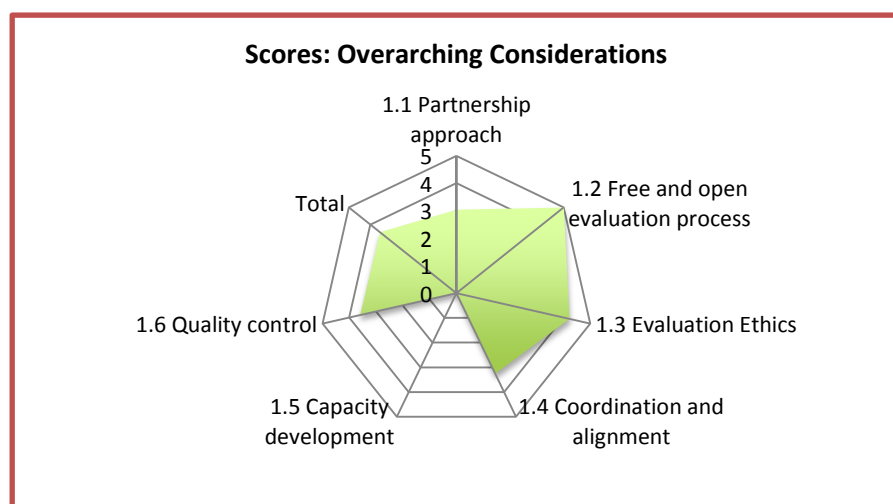 Scores: Overarching Considerations
1.1 Partnership
approach
5
4
3
2
1
0
1.2 Free and open
evaluation process
1.3 Evaluation Ethics
1.4 Coordination and
alignment
1.5 Capacity
development
1.6 Quality control
Total